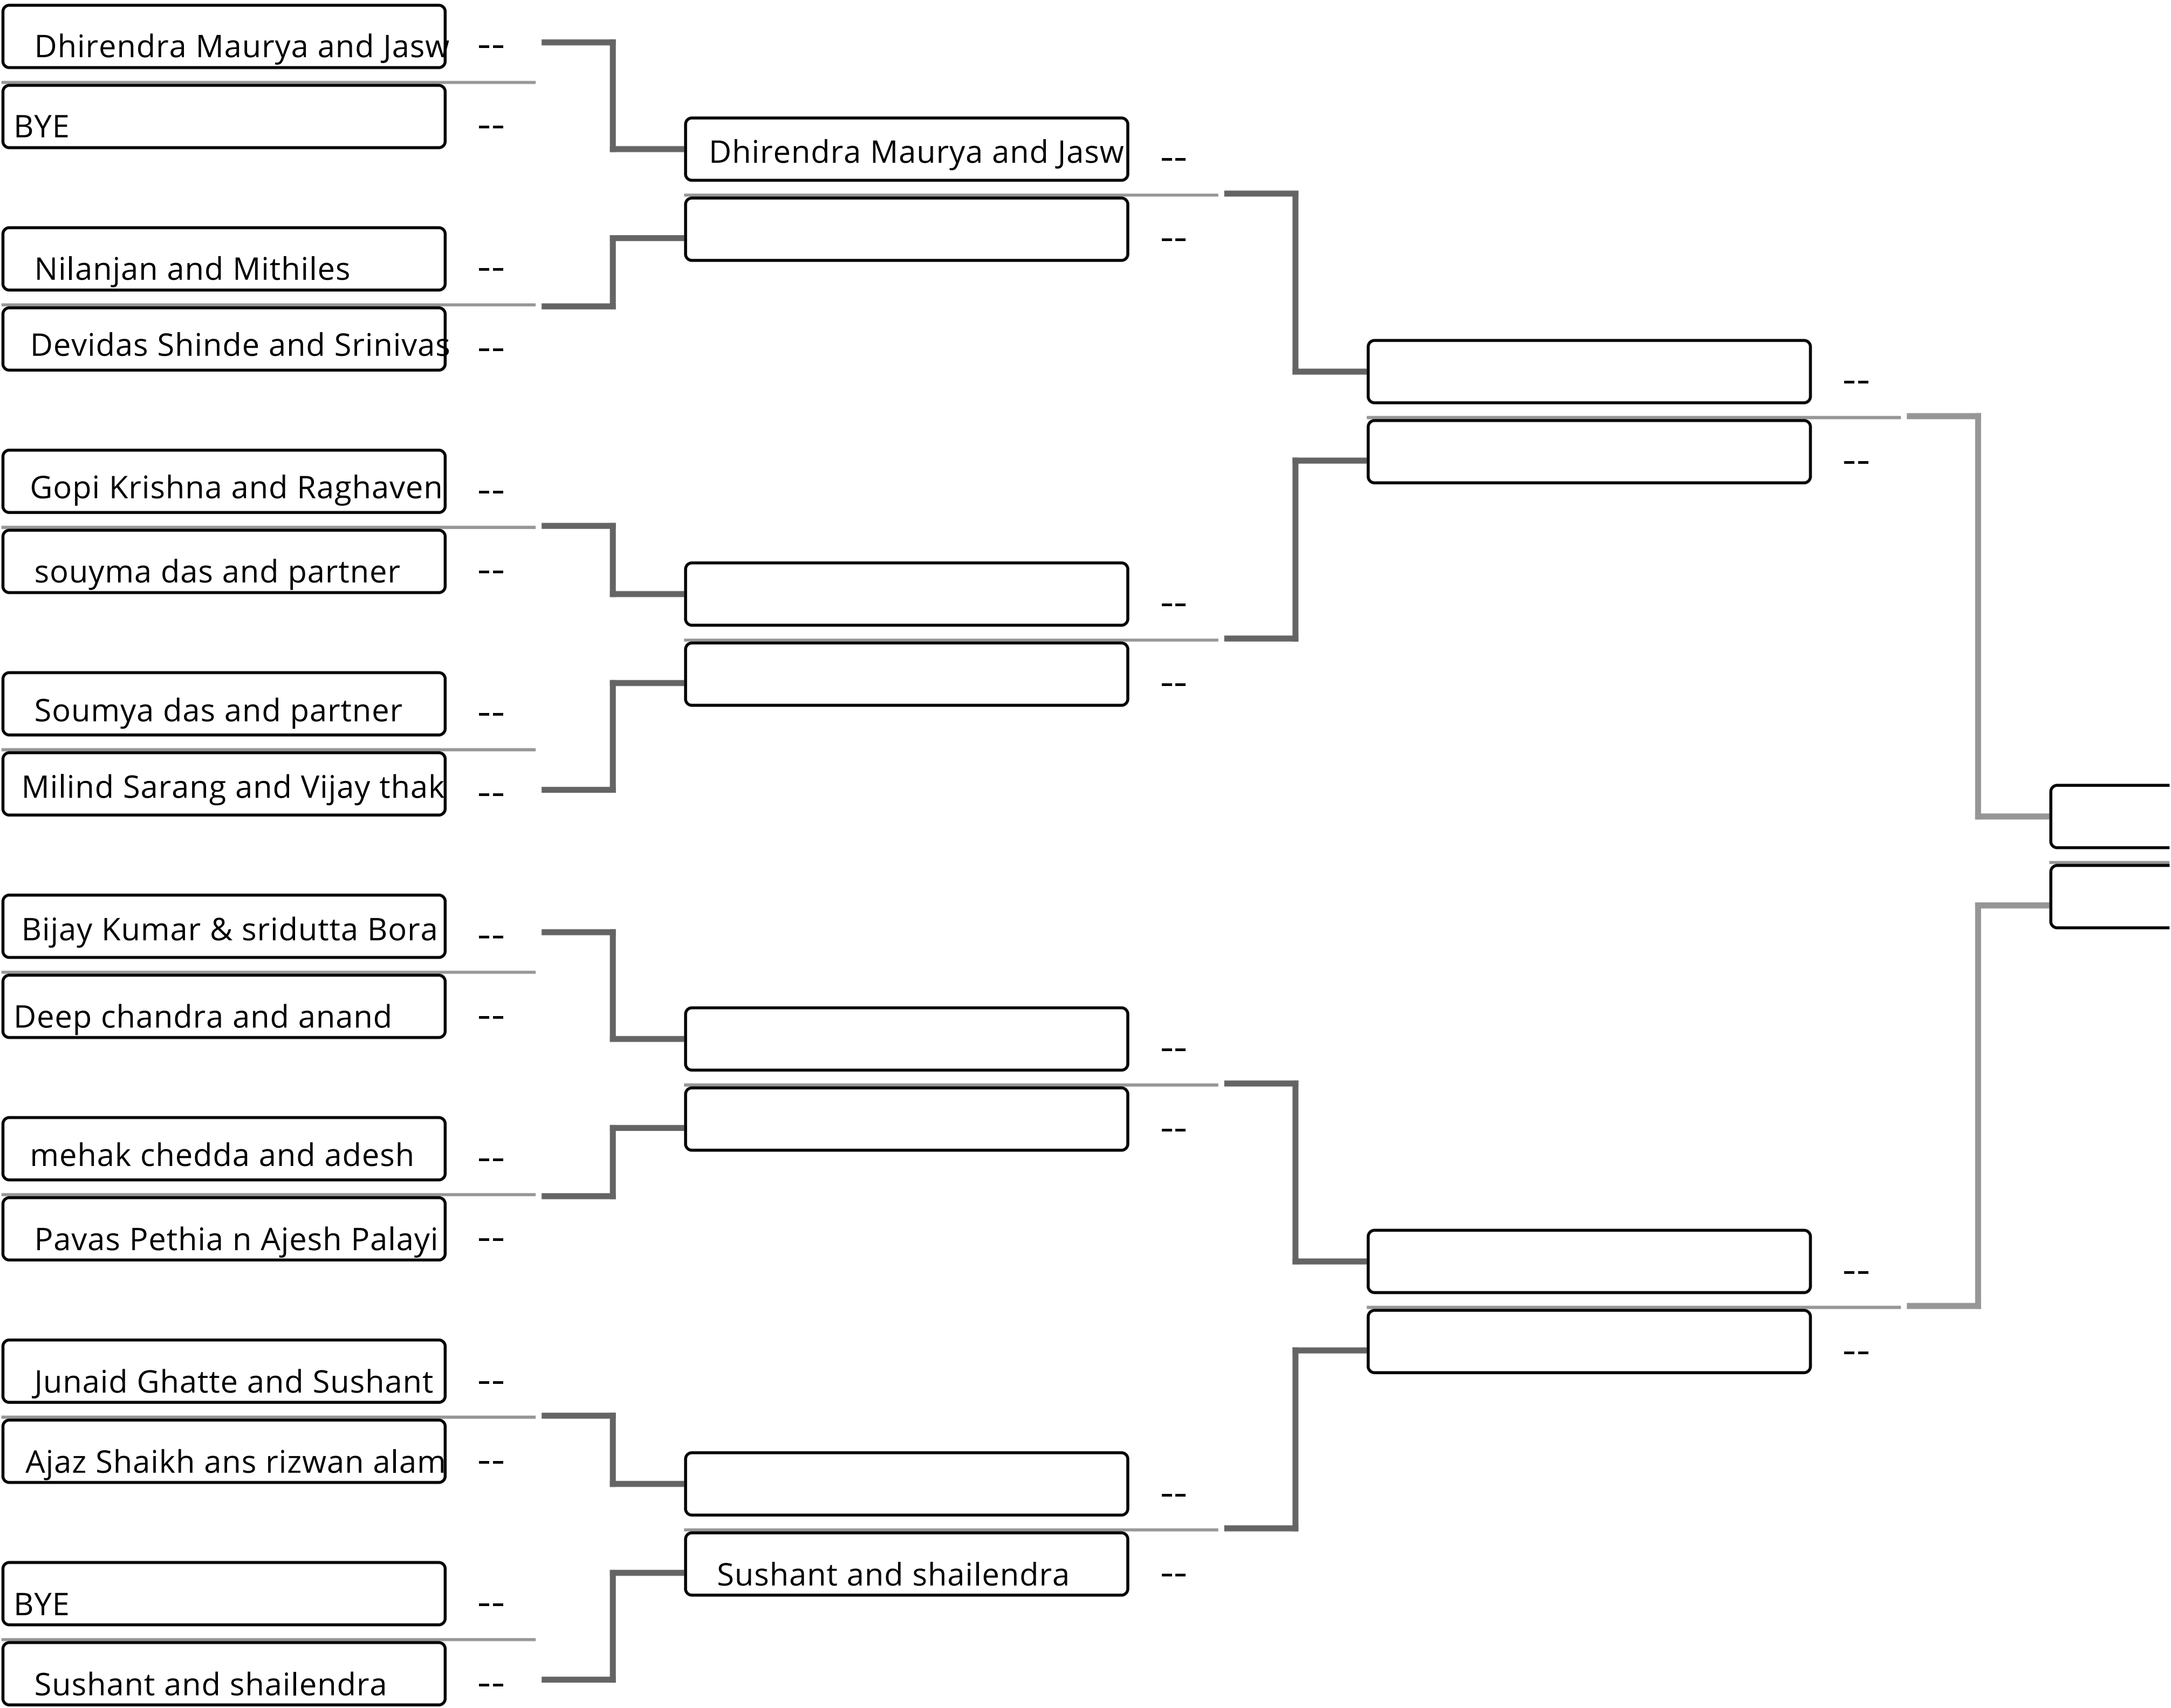 Dhirendra Maurya and Jasw --
BYE --
Dhirendra Maurya and Jasw --
--
Nilanjan and Mithiles --
Devidas Shinde and Srinivas --
--
--
Gopi Krishna and Raghaven --
souyma das and partner --
--
--
Soumya das and partner --
Milind Sarang and Vijay thak --
Bijay Kumar & sridutta Bora --
Deep chandra and anand --
--
--
mehak chedda and adesh --
Pavas Pethia n Ajesh Palayi --
--
--
Junaid Ghatte and Sushant --
Ajaz Shaikh ans rizwan alam --
--
Sushant and shailendra --
BYE --
Sushant and shailendra --